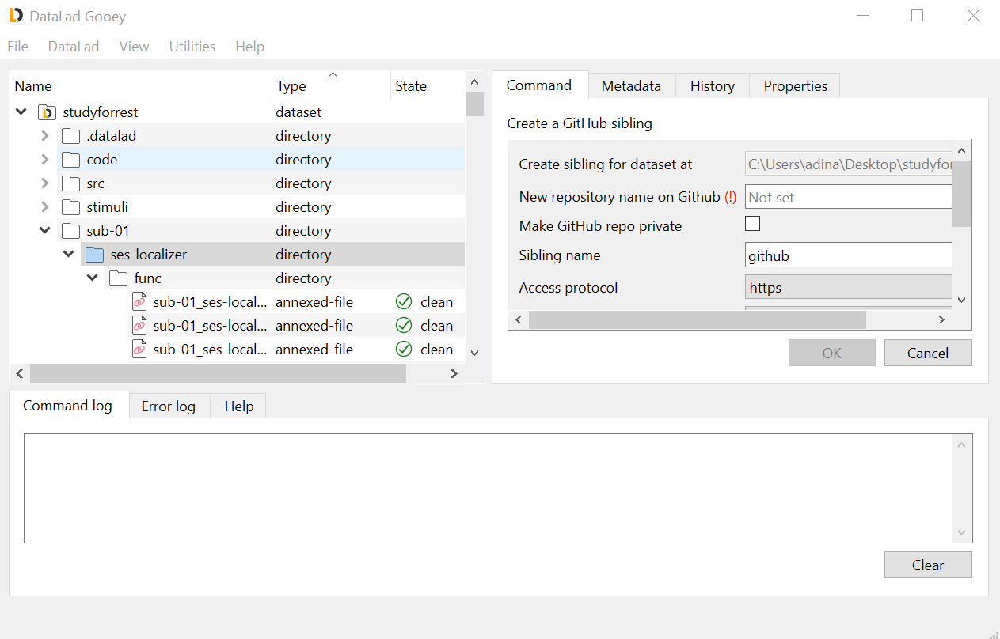 DataLad Gooey
File DataLad View Utilities Help
Name Type State
studyforrest dataset
.datalad directory
code directory
src directory
stimuli directory
sub-01 directory
ses-localizer directory
func directory
sub-01_ses-local... annexed-file clean
sub-01_ses-local... annexed-file clean
sub-01_ses-local... annexed-file clean
Command Metadata History Properties
Create a GitHub sibling
Create sibling for dataset at C:\Users\adina\Desktop\studyfor
New repository name on Github (!) Not set
Make GitHub repo private
Sibling name github
Access protocol https
OK Cancel
Command log Error log Help
Clear